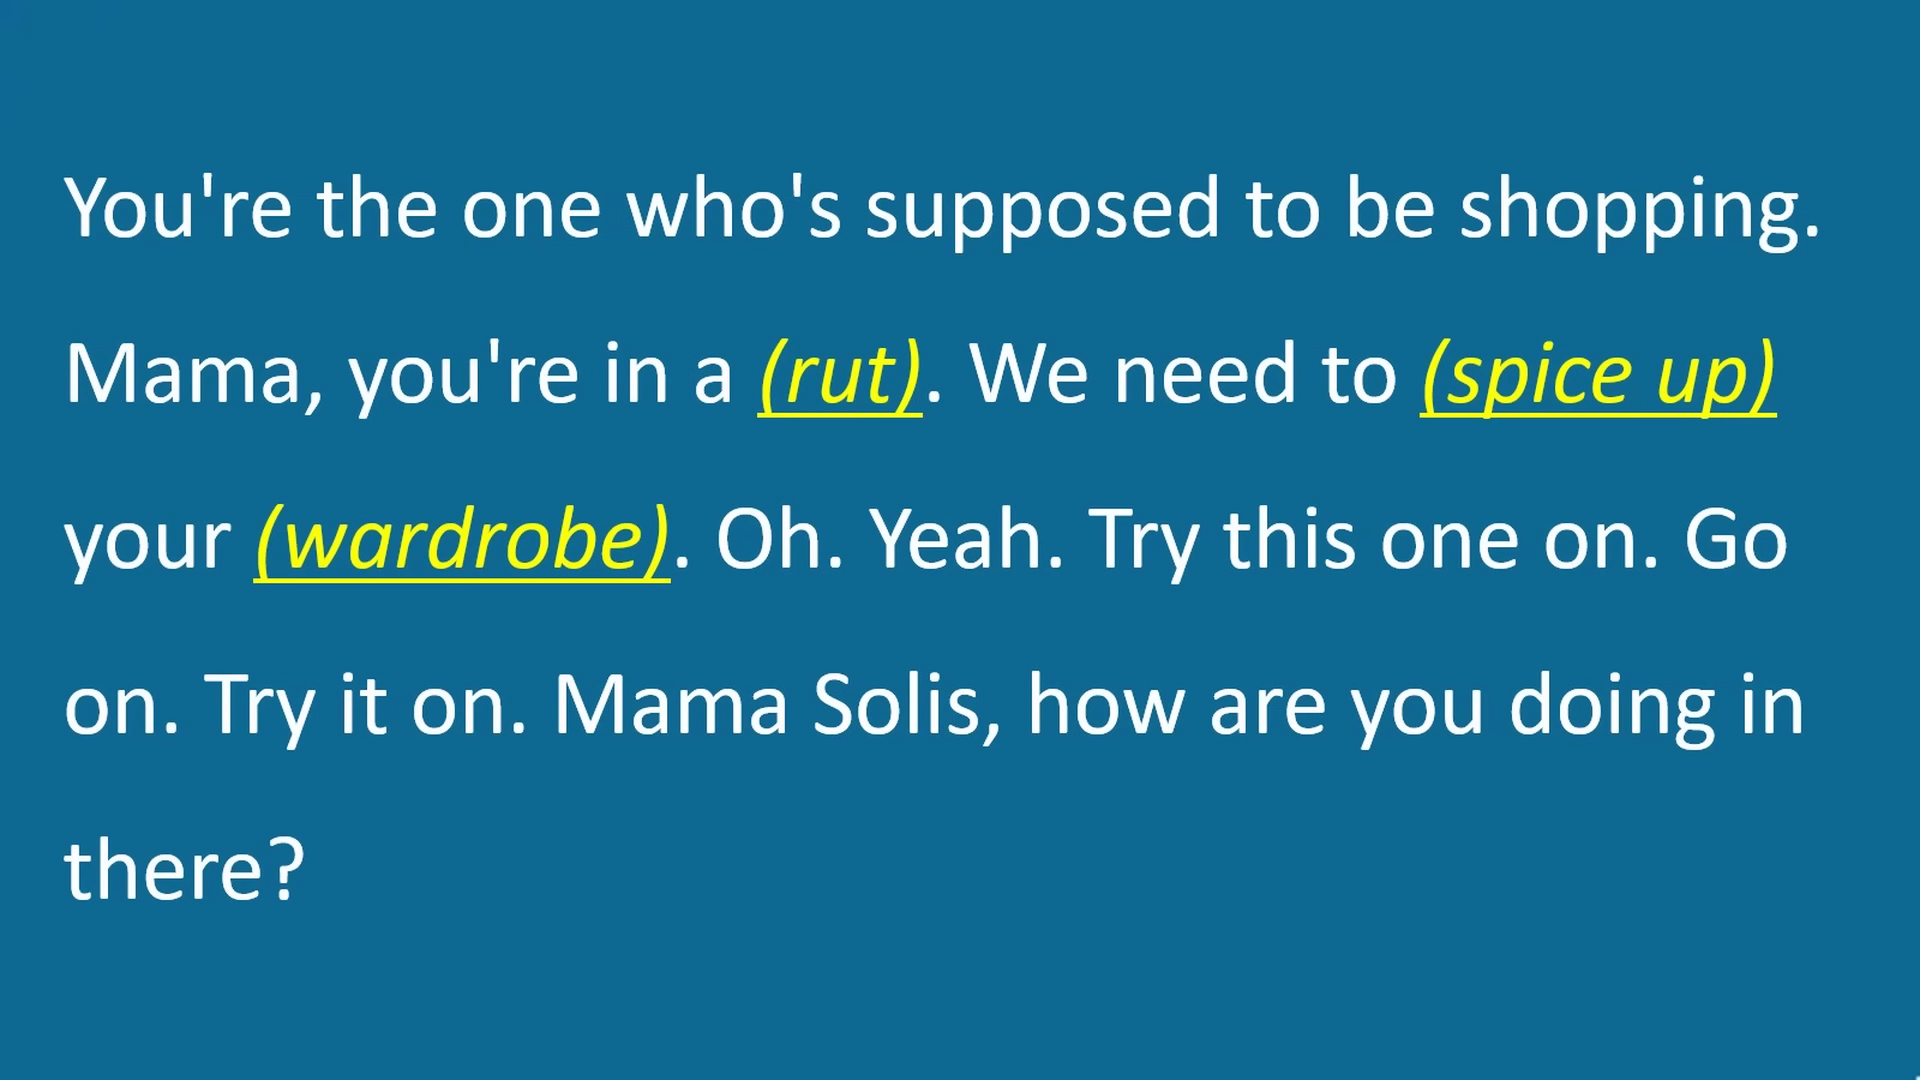 You're the one who's supposed to be shopping.
Mama, you're in a (rut). We need to (spice up)
your (wardrobe). Oh. Yeah. Try this one on. Go
on. Try it on. Mama Solis, how are you doing in
there?